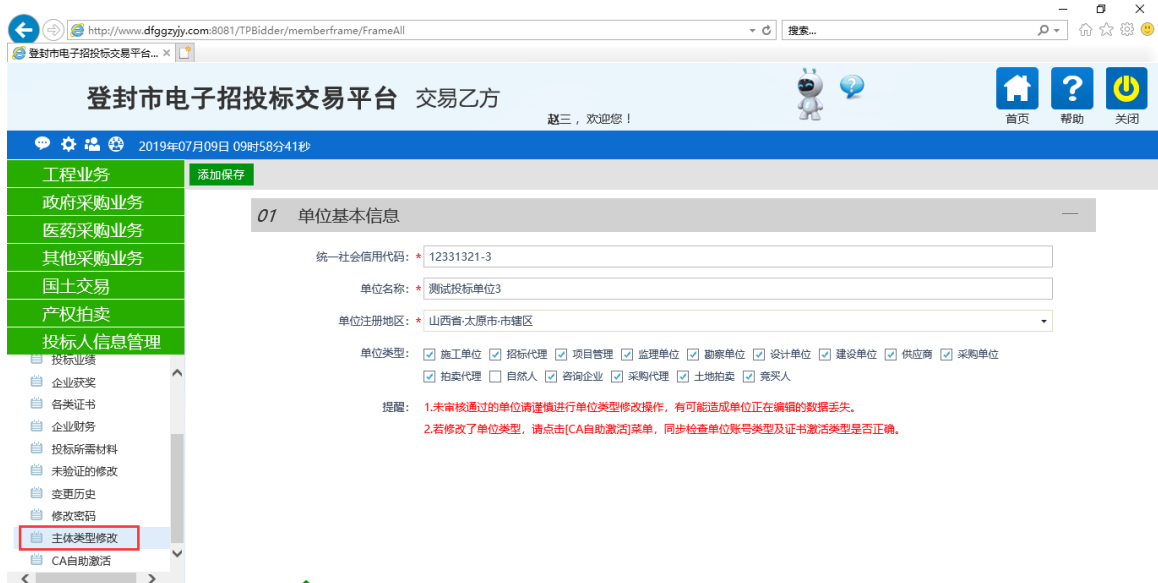 http://www.dfggzyjy.com:8081/TPBidder/memberframe/FrameAll
搜索...
登封市电子招投标交易平台... ×
登封市电子招投标交易平台 交易乙方
赵三，欢迎您！
首页 帮助 关闭
2019年07月09日 09时58分41秒
工程业务
政府采购业务
医药采购业务
其他采购业务
国土交易
产权拍卖
投标人信息管理
投标业绩
企业获奖
各类证书
企业财务
投标所需材料
未验证的修改
变更历史
修改密码
主体类型修改
CA自助激活
添加保存
01 单位基本信息
统一社会信用代码：* 12331321-3
单位名称：* 测试投标单位3
单位注册地区：* 山西省·太原市·市辖区
单位类型： 施工单位 招标代理 项目管理 监理单位 勘察单位 设计单位 建设单位 供应商 采购单位
拍卖代理 自然人 咨询企业 采购代理 土地拍卖 竞买人
提醒： 1.未审核通过的单位请谨慎进行单位类型修改操作，有可能造成单位正在编辑的数据丢失。
2.若修改了单位类型，请点击[CA自助激活]菜单，同步检查单位账号类型及证书激活类型是否正确。